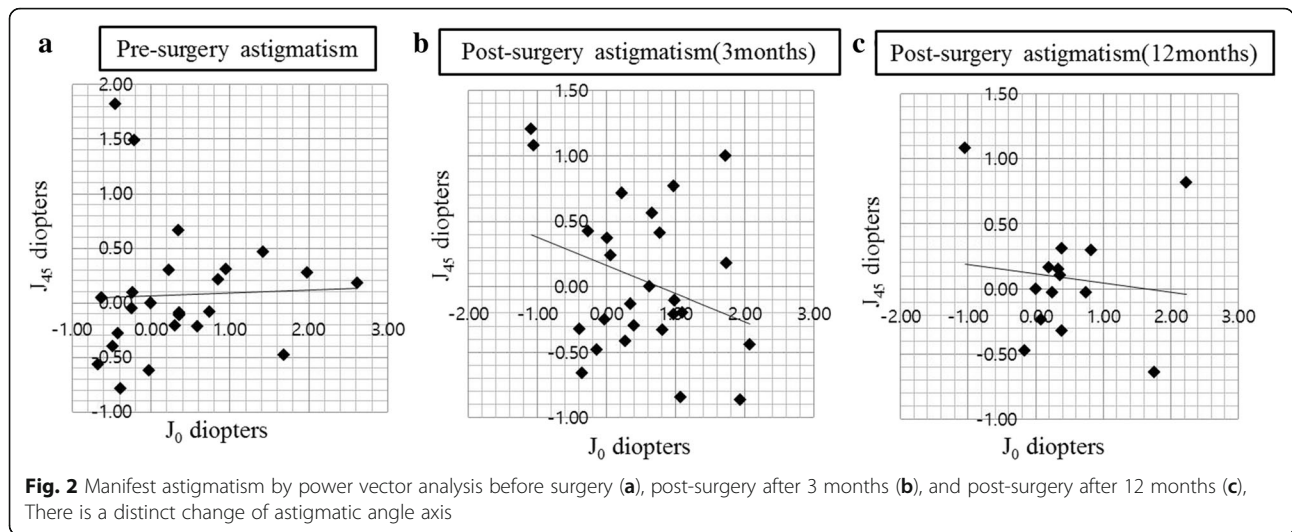 a
Pre-surgery astigmatism
2.00
1.50
1.00
0.50
0.00
-1.00 0.00 1.00 2.00 3.00
-0.50
-1.00
J45 diopters
J0 diopters
b
Post-surgery astigmatism(3months)
1.50
1.00
0.50
0.00
-2.00 -1.00 0.00 1.00 2.00 3.00
-0.50
-1.00
J45 diopters
J0 diopters
c
Post-surgery astigmatism(12months)
1.50
1.00
0.50
0.00
-2.00 -1.00 0.00 1.00 2.00 3.00
-0.50
-1.00
J45 diopters
J0 diopters
Fig. 2 Manifest astigmatism by power vector analysis before surgery (a), post-surgery after 3 months (b), and post-surgery after 12 months (c),
There is a distinct change of astigmatic angle axis